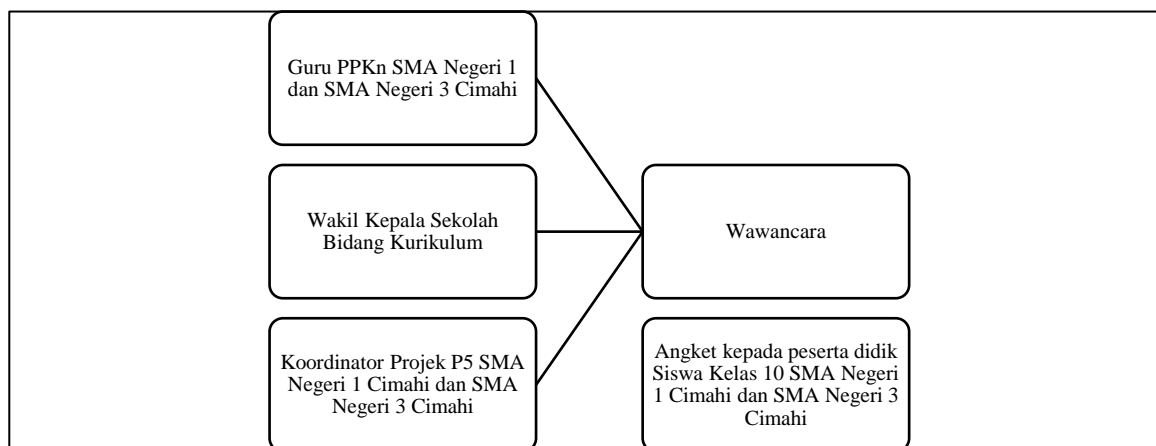 Guru PPKn SMA Negeri 1
dan SMA Negeri 3 Cimahi
Wakil Kepala Sekolah
Bidang Kurikulum
Wawancara
Koordinator Projek P5 SMA
Negeri 1 Cimahi dan SMA
Negeri 3 Cimahi
Angket kepada peserta didik
Siswa Kelas 10 SMA Negeri
1 Cimahi dan SMA Negeri 3
Cimahi